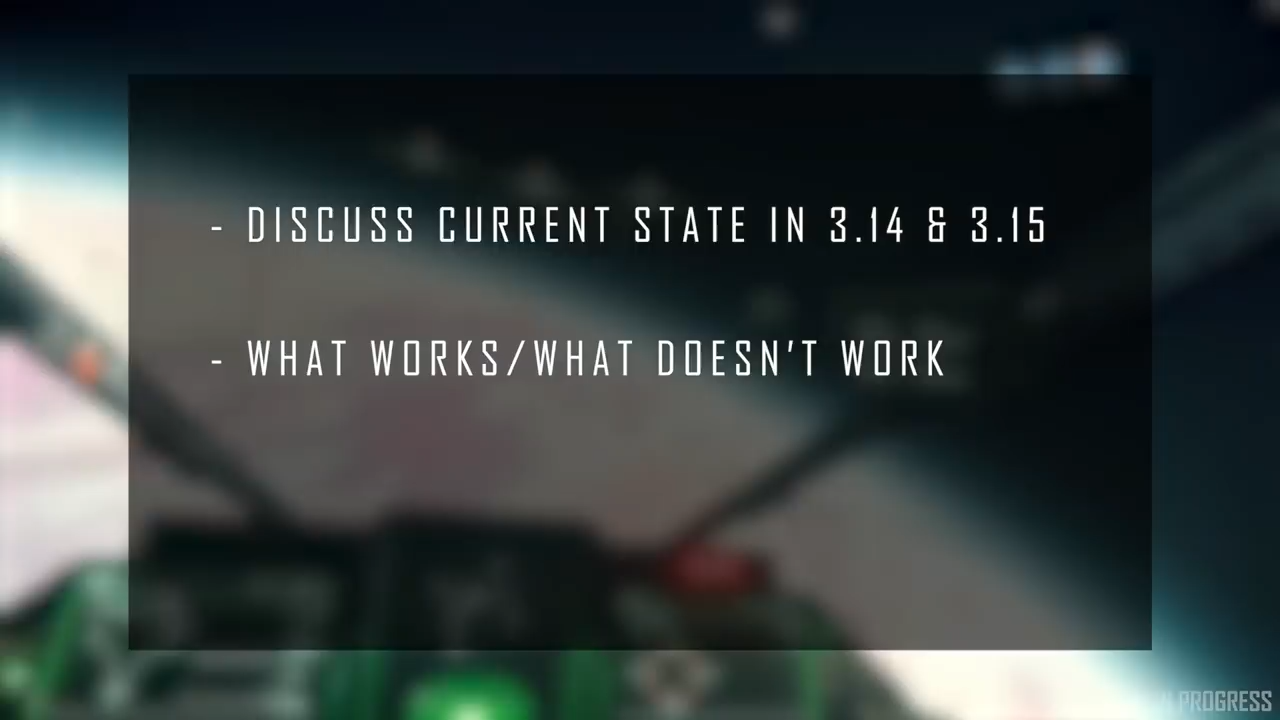 - DISCUSS CURRENT STATE IN 3.14 & 3.15
- WHAT WORKS/WHAT DOESN'T WORK
PROGRESS